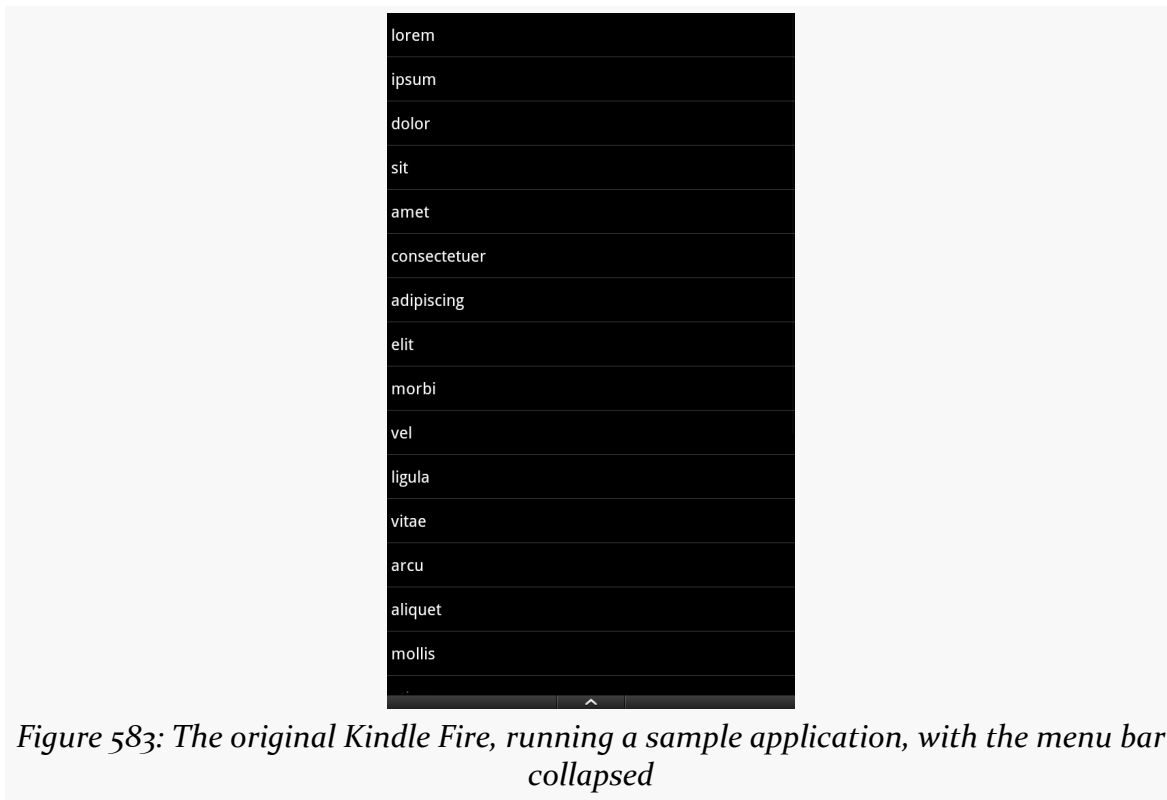 lorem
ipsum
dolor
sit
amet
consectetuer
adipiscing
elit
morbi
vel
ligula
vitae
arcu
aliquet
mollis
Figure 583: The original Kindle Fire, running a sample application, with the menu bar
collapsed